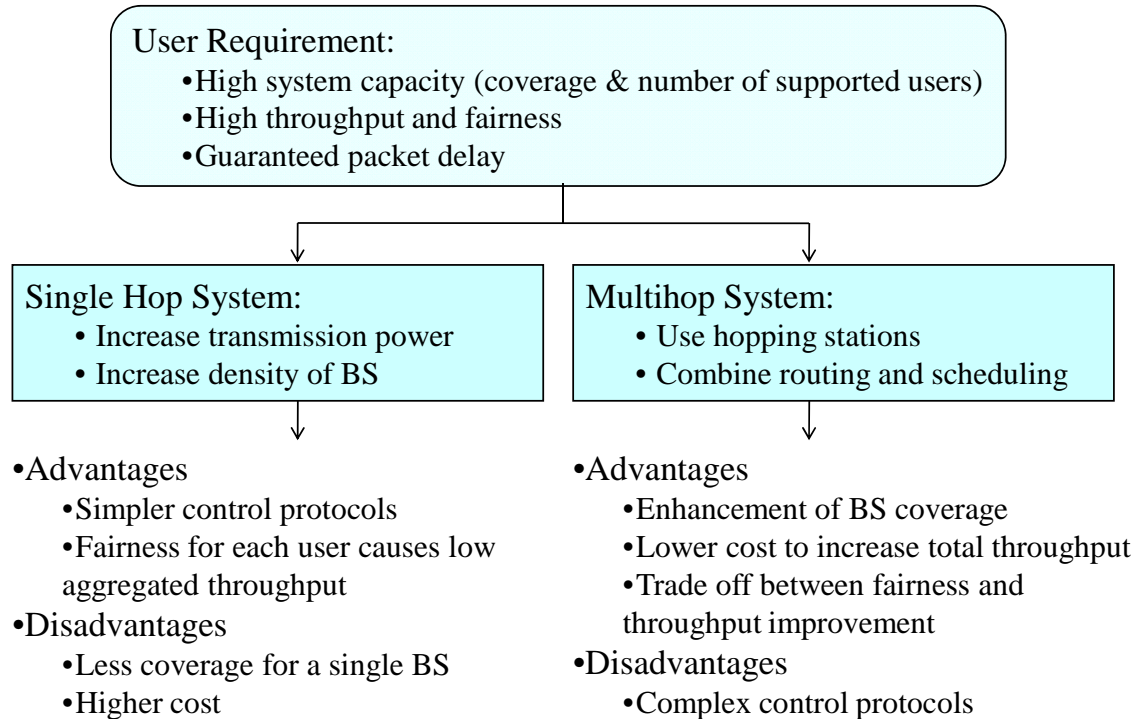 User Requirement:
•High system capacity (coverage & number of supported users)
•High throughput and fairness
•Guaranteed packet delay
Single Hop System:
• Increase transmission power
• Increase density of BS
Multihop System:
• Use hopping stations
• Combine routing and scheduling
•Advantages
•Simpler control protocols
•Fairness for each user causes low
aggregated throughput
•Disadvantages
•Less coverage for a single BS
•Higher cost
•Advantages
•Enhancement of BS coverage
•Lower cost to increase total throughput
•Trade off between fairness and
throughput improvement
•Disadvantages
•Complex control protocols